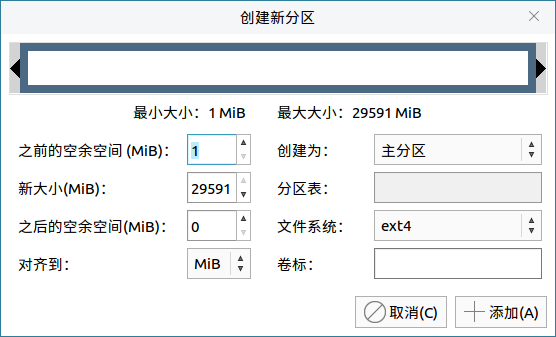 创建新分区
最小大小：1 MiB 最大大小：29591 MiB
之前的空余空间 (MiB)： 1 创建为： 主分区
新大小(MiB)： 29591 分区表：
之后的空余空间(MiB)： 0 文件系统： ext4
对齐到： MiB 卷标：
取消(C) 添加(A)